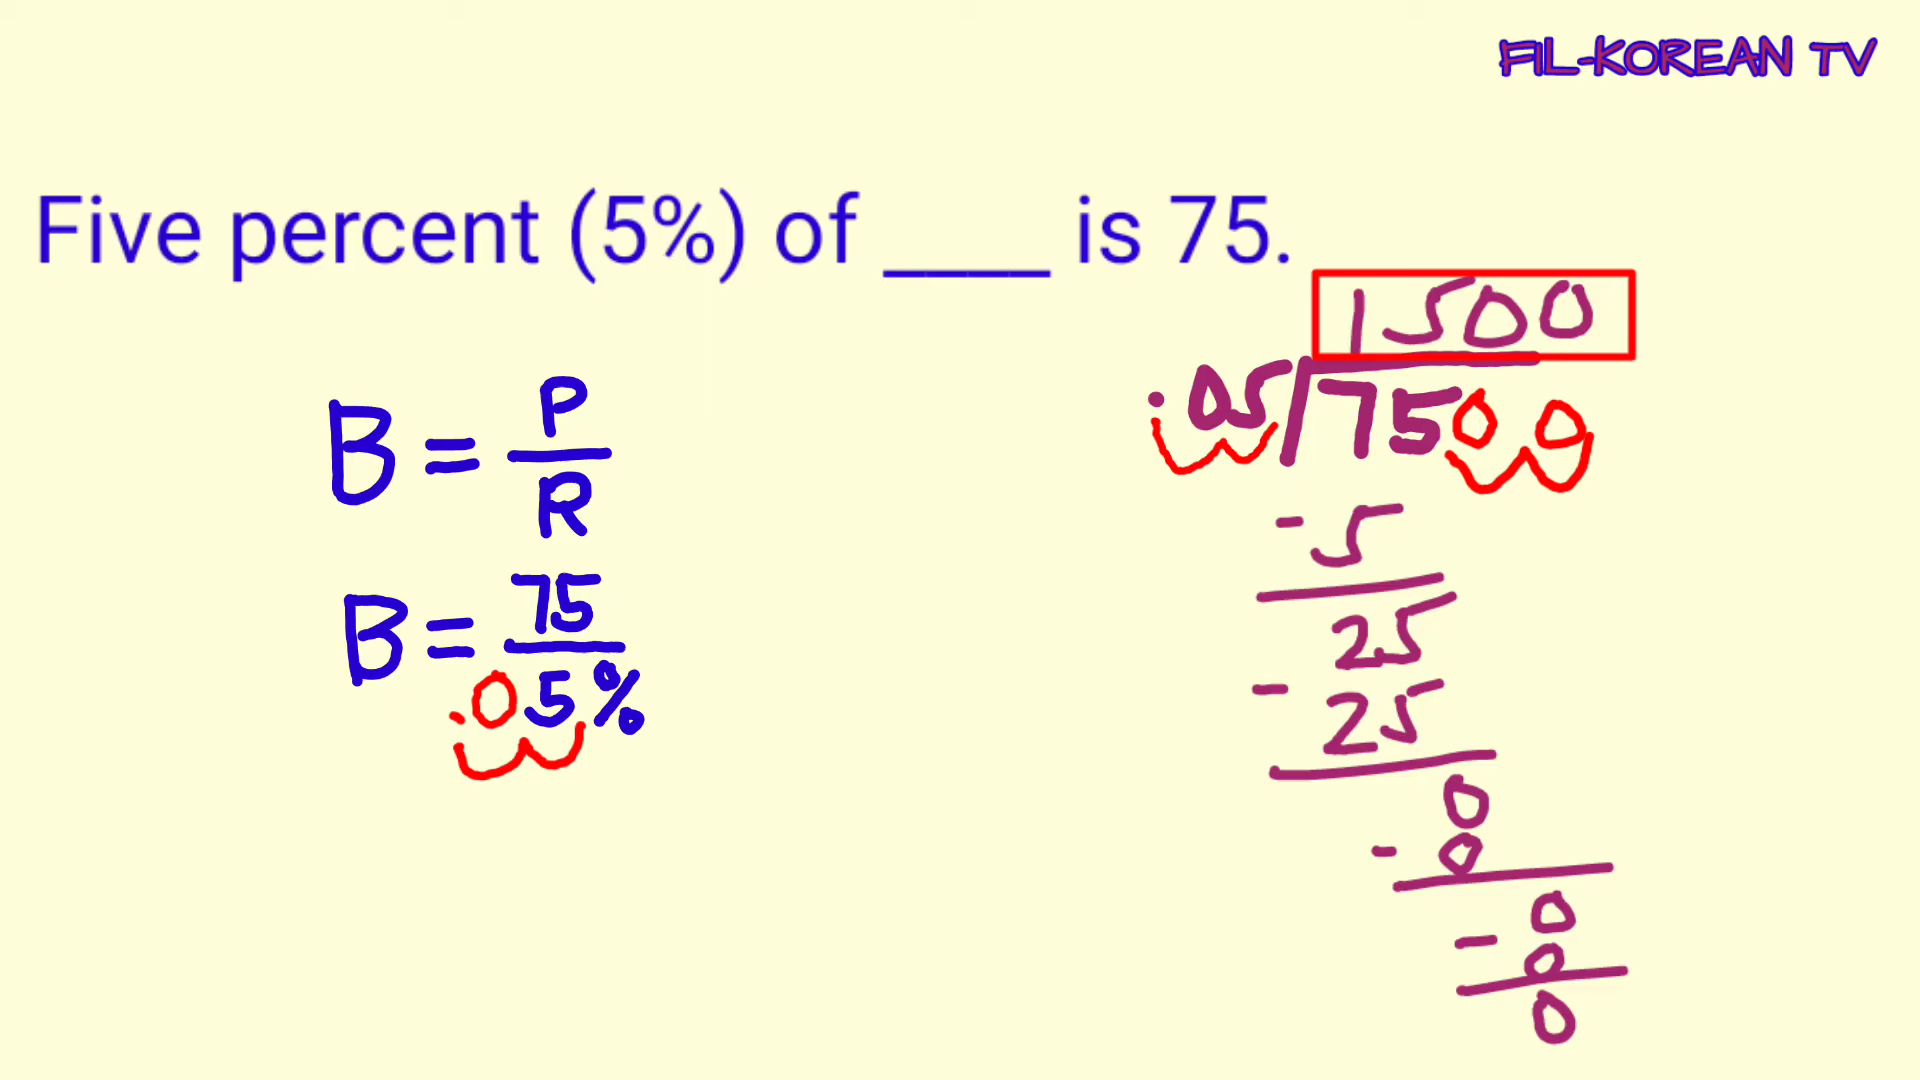 FIL-KOREAN TV
Five percent (5%) of ____ is 75.
B = P/R
B = 75/.05%
1500
.05/7500
-5
25
-25
0
-0
0
-0
0